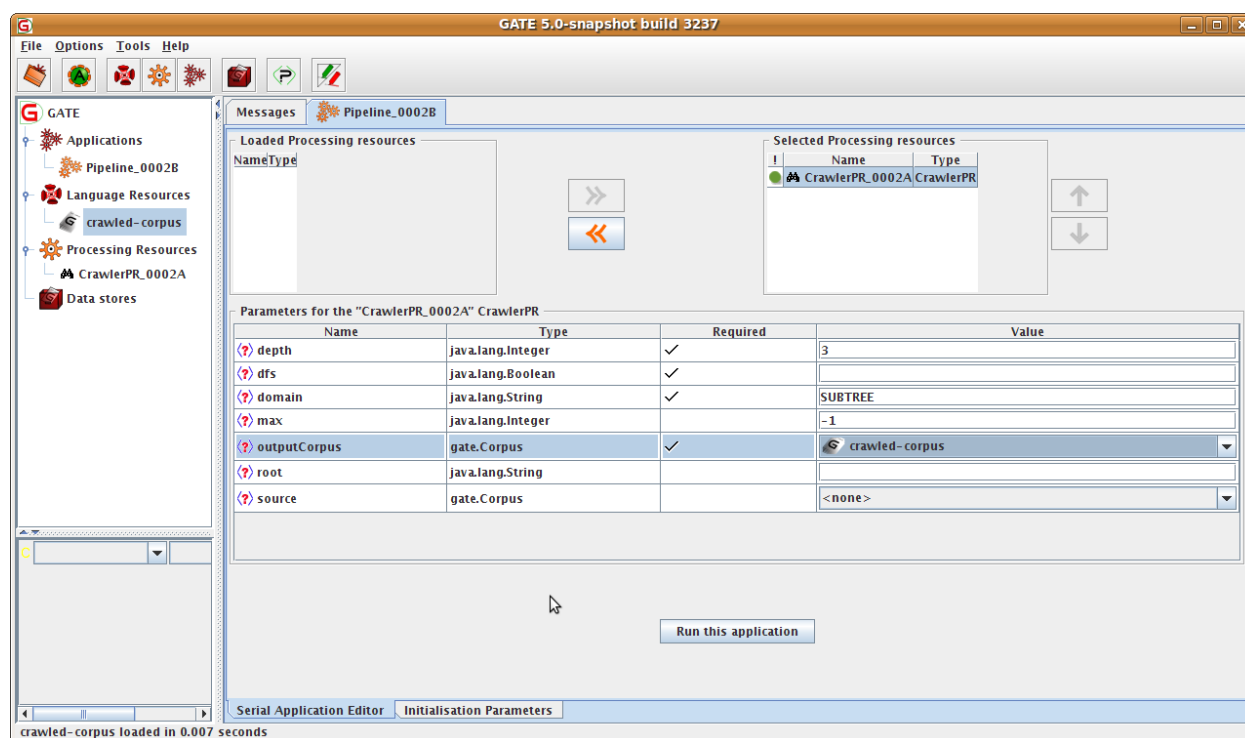 GATE 5.0-snapshot build 3237
File Options Tools Help
GATE
Applications
Pipeline_0002B
Language Resources
crawled-corpus
Processing Resources
CrawlerPR_0002A
Data stores
Messages Pipeline_0002B
Loaded Processing resources
Name Type
Selected Processing resources
! Name Type
CrawlerPR_0002A CrawlerPR
Parameters for the "CrawlerPR_0002A" CrawlerPR
Name Type Required Value
<?> depth java.lang.Integer ✓ 3
<?> dfs java.lang.Boolean ✓
<?> domain java.lang.String ✓ SUBTREE
<?> max java.lang.Integer -1
<?> outputCorpus gate.Corpus ✓ crawled-corpus
<?> root java.lang.String
<?> source gate.Corpus <none>
C
Run this application
Serial Application Editor Initialisation Parameters
crawled-corpus loaded in 0.007 seconds